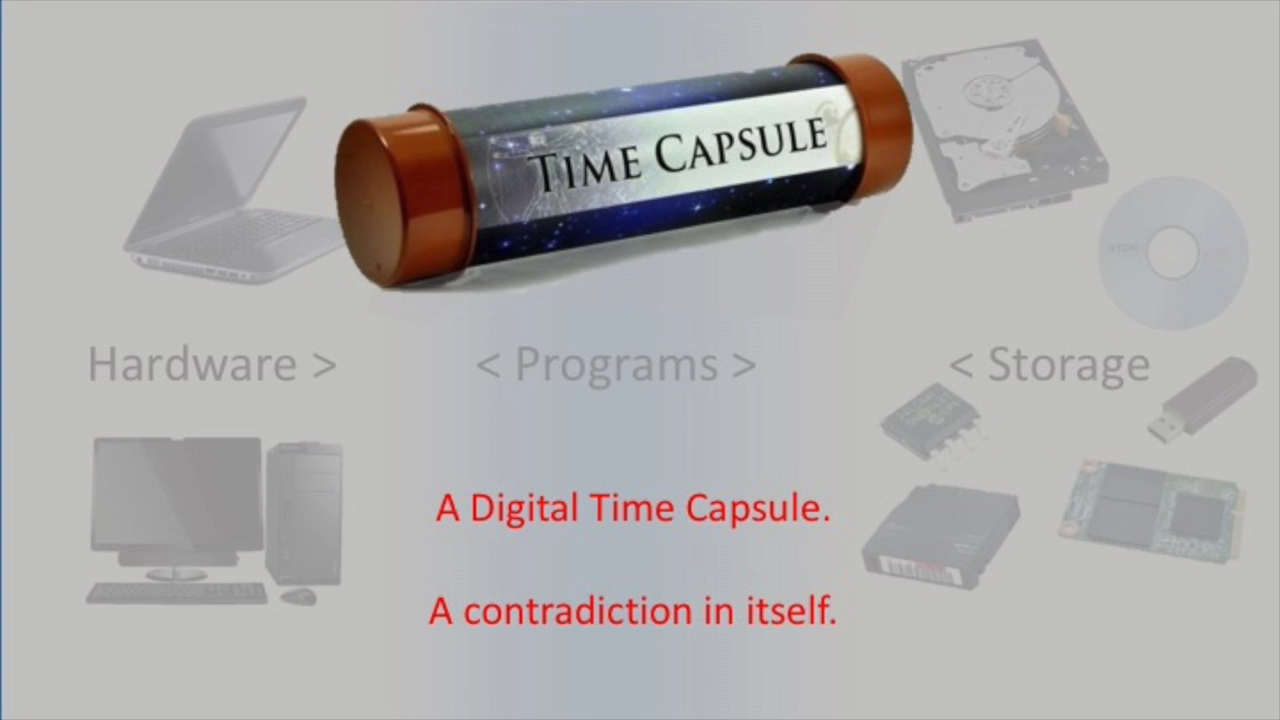 TIME CAPSULE
Hardware >
< Programs >
< Storage
A Digital Time Capsule.
A contradiction in itself.